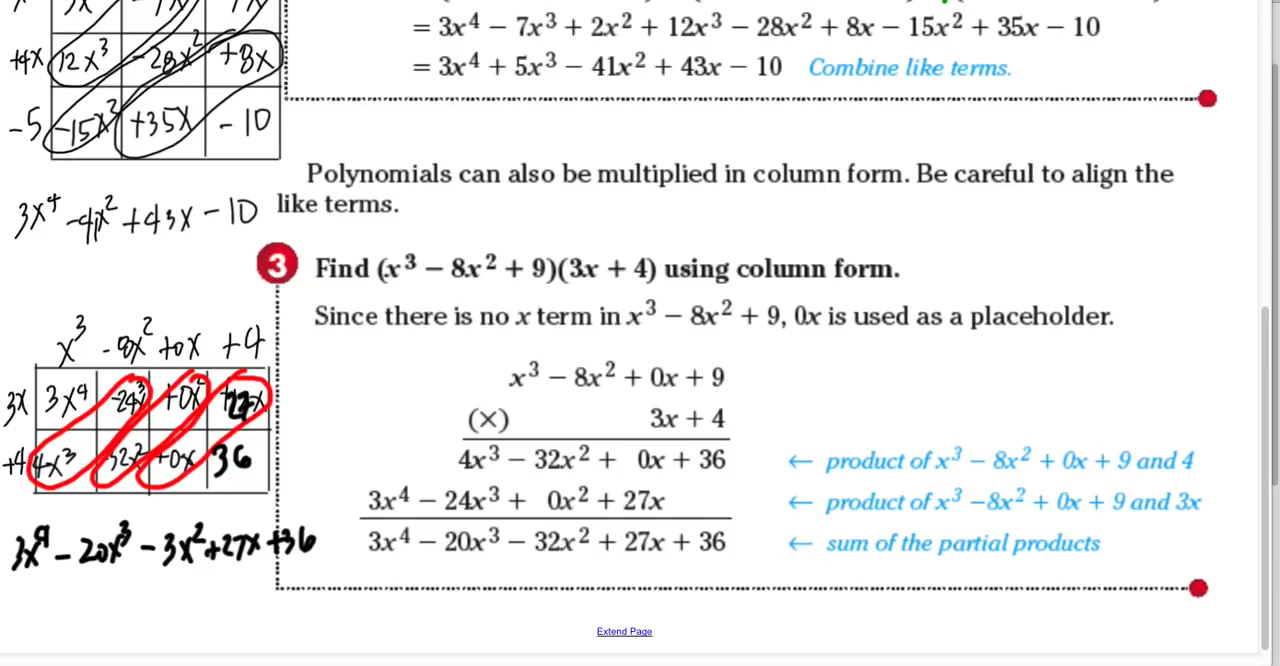 = 3x⁴ − 7x³ + 2x² + 12x³ − 28x² + 8x − 15x² + 35x − 10
+4x 12x³ −28x² +8x
= 3x⁴ + 5x³ − 41x² + 43x − 10 Combine like terms.
−5 −15x² +35x −10
Polynomials can also be multiplied in column form. Be careful to align the
like terms.
3x⁴ −41x² +43x −10
3 Find (x³ − 8x² + 9)(3x + 4) using column form.
Since there is no x term in x³ − 8x² + 9, 0x is used as a placeholder.
x³ −8x² +0x +4
3x 3x⁴ −24x³ +0x² 27x
+4 4x³ −32x² +0x 36
3x⁴ − 20x³ − 3x² + 27x + 36
x³ − 8x² + 0x + 9
(×) 3x + 4
4x³ − 32x² + 0x + 36 ← product of x³ − 8x² + 0x + 9 and 4
3x⁴ − 24x³ + 0x² + 27x ← product of x³ −8x² + 0x + 9 and 3x
3x⁴ − 20x³ − 32x² + 27x + 36 ← sum of the partial products
Extend Page